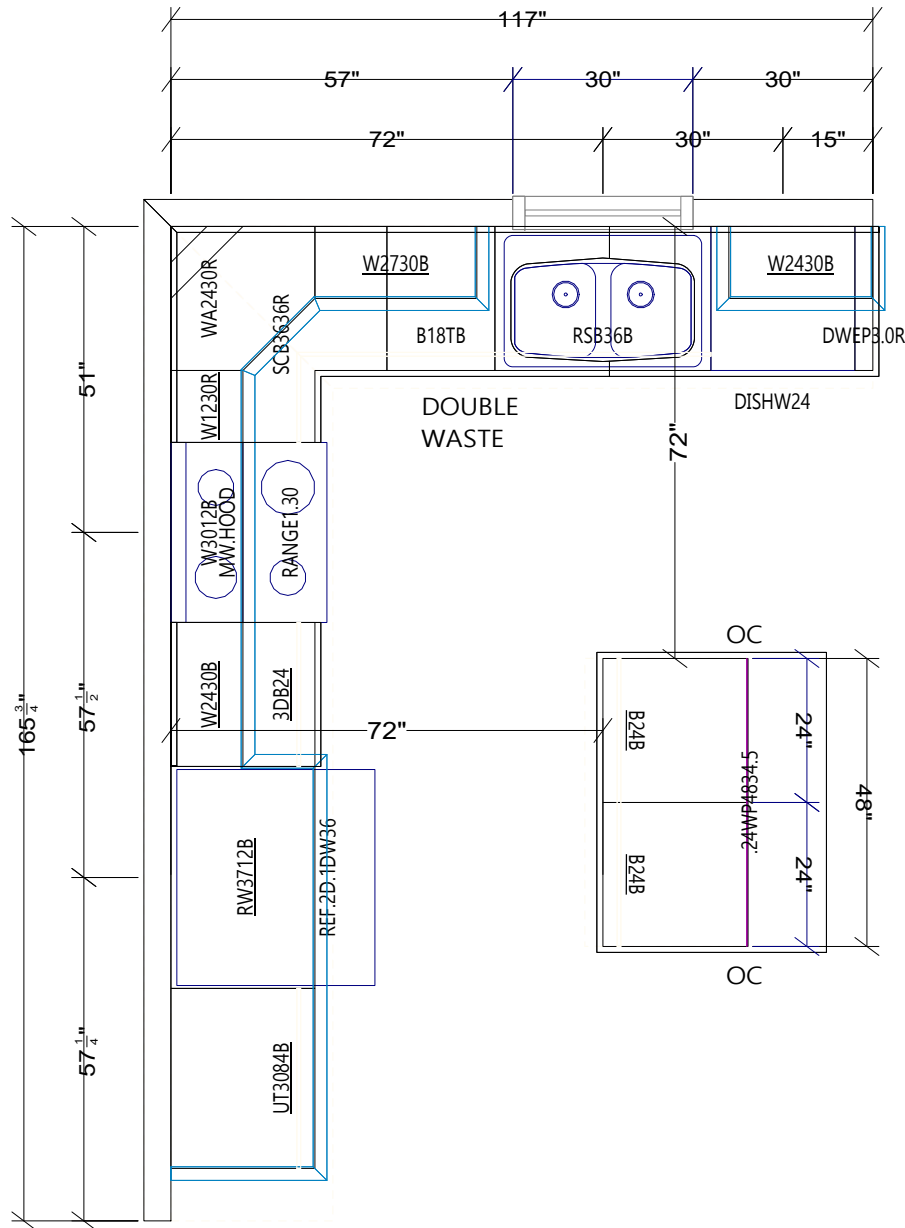 117"
57"
30"
30"
72"
30"
15"
W2730B
W2430B
WA2430R
SCB3636R
B18TB
RSB36B
DWEP3.0R
51"
W1230R
DOUBLE
WASTE
DISHW24
72"
W3012B
MW.HOOD
RANGE1.30
OC
165 3/4"
57 1/2"
W2430B
3DB24
72"
B24B
.24WP4834.5
24"
48"
RW3712B
REF.2D.1DW36
B24B
24"
OC
57 1/4"
UT3084B